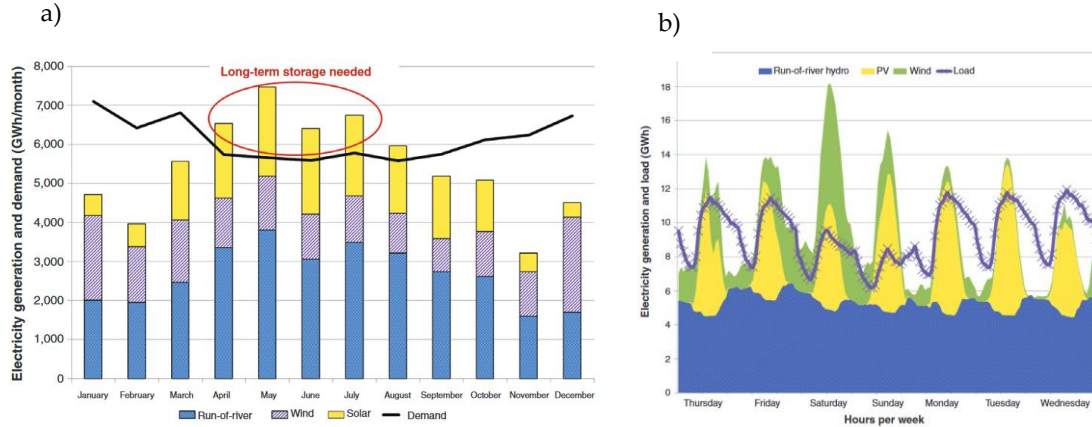 a)
Electricity generation and demand (GWh/month)
8,000
7,000
6,000
5,000
4,000
3,000
2,000
1,000
0
Long-term storage needed
January February March April May June July August September October November December
Run-of-river Wind Solar Demand
b)
Run-of-river hydro PV Wind Load
Electricity generation and load (GWh)
18
16
14
12
10
8
6
4
2
0
Thursday Friday Saturday Sunday Monday Tuesday Wednesday
Hours per week